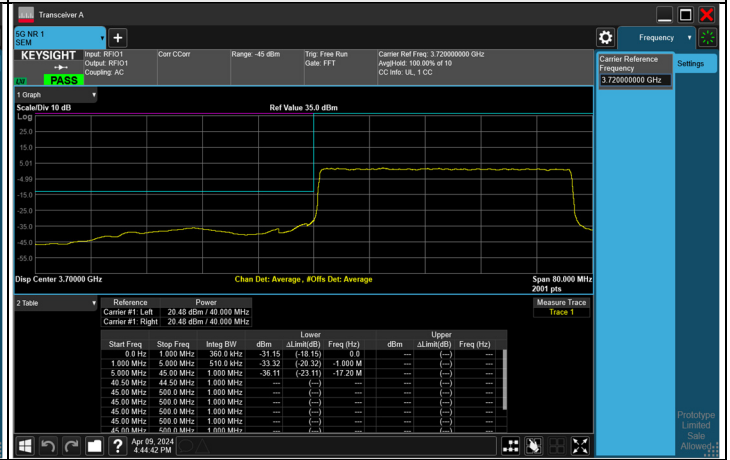 Transceiver A
5G NR 1
SEM
Frequency
KEYSIGHT
Input: RFIO1
Output: RFIO1
Coupling: AC
Corr CCorr
Range: -45 dBm
Trig: Free Run
Gate: FFT
Carrier Ref Freq: 3.720000000 GHz
Avg|Hold: 100.00% of 10
CC Info: UL, 1 CC
LVI PASS
Carrier Reference
Frequency
3.720000000 GHz
Settings
1 Graph
Scale/Div 10 dB
Ref Value 35.0 dBm
Log
25.0
15.0
5.01
-4.99
-15.0
-25.0
-35.0
-45.0
-55.0
Disp Center 3.70000 GHz
Chan Det: Average, #Offs Det: Average
Span 80.000 MHz
2001 pts
2 Table
Reference Power
Carrier #1: Left 20.48 dBm / 40.000 MHz
Carrier #1: Right 20.48 dBm / 40.000 MHz
Measure Trace
Trace 1
Lower Upper
Start Freq Stop Freq Integ BW dBm ΔLimit(dB) Freq (Hz) dBm ΔLimit(dB) Freq (Hz)
0.0 Hz 1.000 MHz 360.0 kHz -31.15 (-18.15) 0.0 --- (---) ---
1.000 MHz 5.000 MHz 510.0 kHz -33.32 (-20.32) -1.000 M --- (---) ---
5.000 MHz 45.00 MHz 1.000 MHz -36.11 (-23.11) -17.20 M --- (---) ---
40.50 MHz 44.50 MHz 1.000 MHz --- (---) --- --- (---) ---
45.00 MHz 500.0 MHz 1.000 MHz --- (---) --- --- (---) ---
45.00 MHz 500.0 MHz 1.000 MHz --- (---) --- --- (---) ---
45.00 MHz 500.0 MHz 1.000 MHz --- (---) --- --- (---) ---
45.00 MHz 500.0 MHz 1.000 MHz --- (---) --- --- (---) ---
45.00 MHz 500.0 MHz 1.000 MHz --- (---) --- --- (---) ---
Prototype
Limited
Sale
Allowed
?
Apr 09, 2024
4:44:42 PM